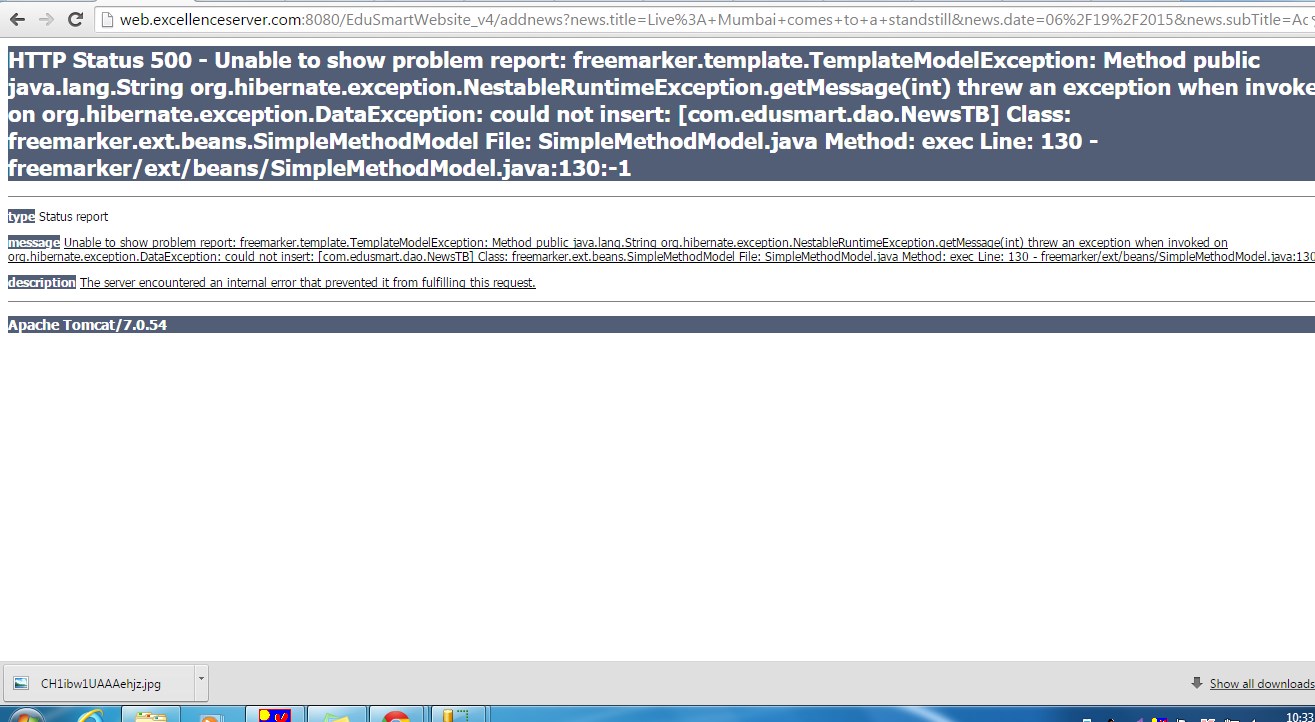 web.excellenceserver.com:8080/EduSmartWebsite_v4/addnews?news.title=Live%3A+Mumbai+comes+to+a+standstill&news.date=06%2F19%2F2015&news.subTitle=Ac
HTTP Status 500 - Unable to show problem report: freemarker.template.TemplateModelException: Method public
java.lang.String org.hibernate.exception.NestableRuntimeException.getMessage(int) threw an exception when invoke
on org.hibernate.exception.DataException: could not insert: [com.edusmart.dao.NewsTB] Class:
freemarker.ext.beans.SimpleMethodModel File: SimpleMethodModel.java Method: exec Line: 130 -
freemarker/ext/beans/SimpleMethodModel.java:130:-1
type Status report
message Unable to show problem report: freemarker.template.TemplateModelException: Method public java.lang.String org.hibernate.exception.NestableRuntimeException.getMessage(int) threw an exception when invoked on
org.hibernate.exception.DataException: could not insert: [com.edusmart.dao.NewsTB] Class: freemarker.ext.beans.SimpleMethodModel File: SimpleMethodModel.java Method: exec Line: 130 - freemarker/ext/beans/SimpleMethodModel.java:130
description The server encountered an internal error that prevented it from fulfilling this request.
Apache Tomcat/7.0.54
CH1ibw1UAAAehjz.jpg
Show all downloads